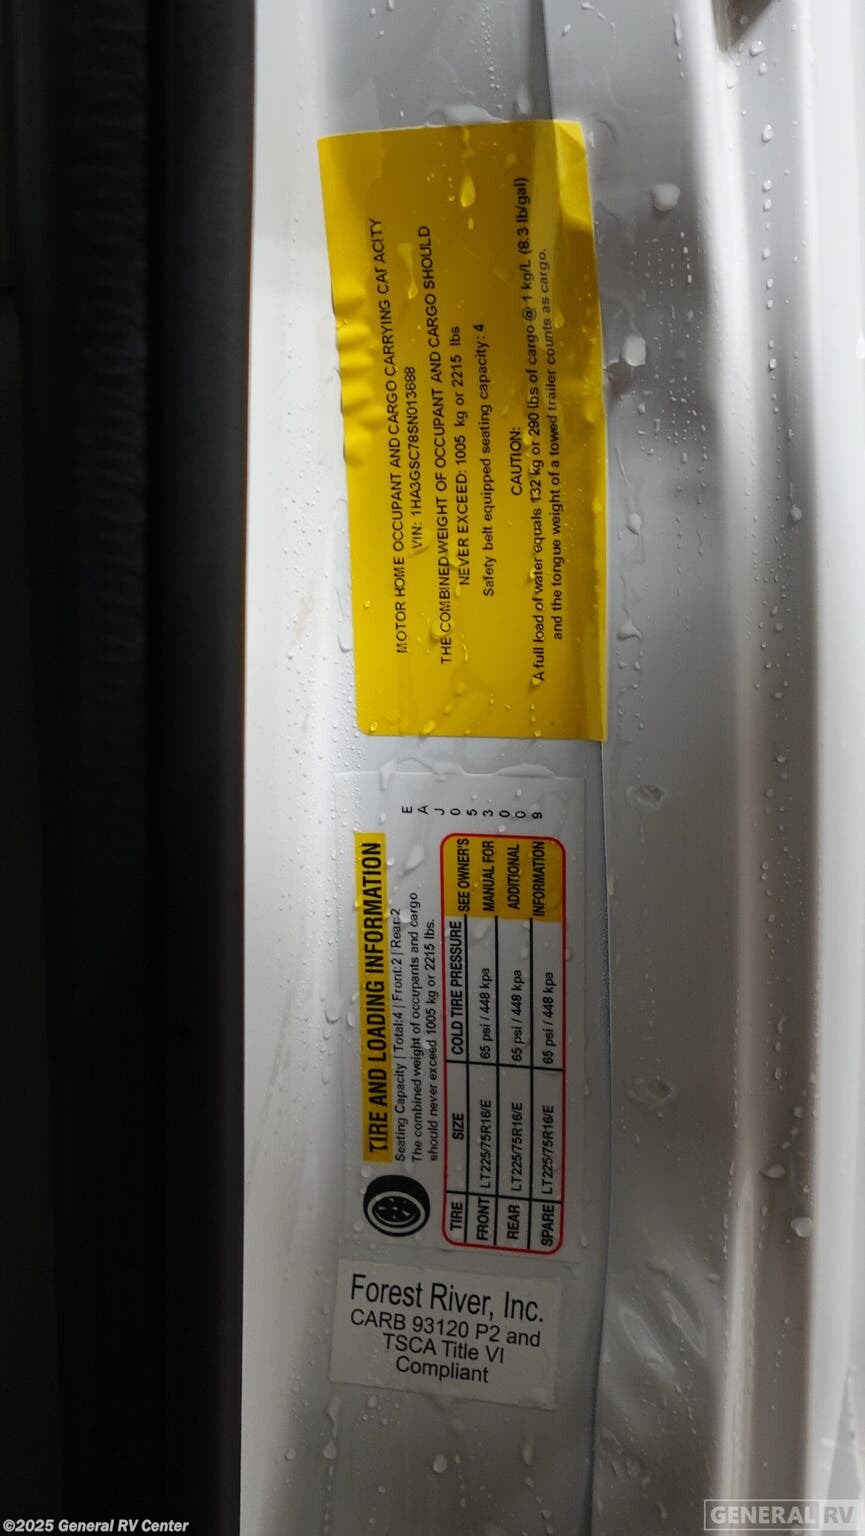 MOTOR HOME OCCUPANT AND CARGO CARRYING CAPACITY
VIN: 1HA3GSC78SN013688
THE COMBINED WEIGHT OF OCCUPANT AND CARGO SHOULD
NEVER EXCEED: 1005 kg or 2215 lbs
Safety belt equipped seating capacity: 4
CAUTION:
A full load of water equals 132 kg or 290 lbs of cargo @ 1 kg/L (8.3 lb/gal)
and the tongue weight of a towed trailer counts as cargo.
TIRE AND LOADING INFORMATION
Seating Capacity | Total:4 | Front:2 | Rear:2
The combined weight of occupants and cargo
should never exceed 1005 kg or 2215 lbs.
EAJ053009
TIRE SIZE COLD TIRE PRESSURE SEE OWNER'S
FRONT LT225/75R16/E 65 psi / 448 kpa MANUAL FOR
REAR LT225/75R16/E 65 psi / 448 kpa ADDITIONAL
SPARE LT225/75R16/E 65 psi / 448 kpa INFORMATION
Forest River, Inc.
CARB 93120 P2 and
TSCA Title VI
Compliant
©2025 General RV Center
GENERAL RV